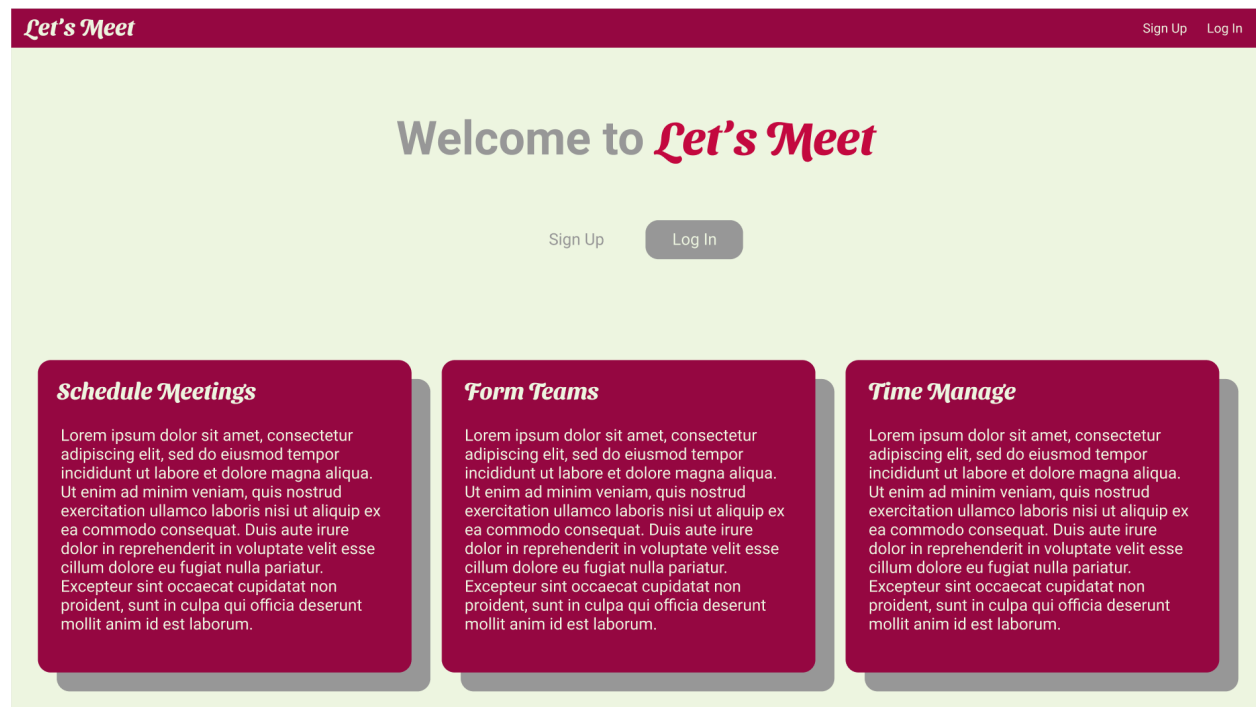 Let's Meet
Sign Up Log In
Welcome to Let's Meet
Sign Up Log In
Schedule Meetings
Lorem ipsum dolor sit amet, consectetur
adipiscing elit, sed do eiusmod tempor
incididunt ut labore et dolore magna aliqua.
Ut enim ad minim veniam, quis nostrud
exercitation ullamco laboris nisi ut aliquip ex
ea commodo consequat. Duis aute irure
dolor in reprehenderit in voluptate velit esse
cillum dolore eu fugiat nulla pariatur.
Excepteur sint occaecat cupidatat non
proident, sunt in culpa qui officia deserunt
mollit anim id est laborum.
Form Teams
Lorem ipsum dolor sit amet, consectetur
adipiscing elit, sed do eiusmod tempor
incididunt ut labore et dolore magna aliqua.
Ut enim ad minim veniam, quis nostrud
exercitation ullamco laboris nisi ut aliquip ex
ea commodo consequat. Duis aute irure
dolor in reprehenderit in voluptate velit esse
cillum dolore eu fugiat nulla pariatur.
Excepteur sint occaecat cupidatat non
proident, sunt in culpa qui officia deserunt
mollit anim id est laborum.
Time Manage
Lorem ipsum dolor sit amet, consectetur
adipiscing elit, sed do eiusmod tempor
incididunt ut labore et dolore magna aliqua.
Ut enim ad minim veniam, quis nostrud
exercitation ullamco laboris nisi ut aliquip ex
ea commodo consequat. Duis aute irure
dolor in reprehenderit in voluptate velit esse
cillum dolore eu fugiat nulla pariatur.
Excepteur sint occaecat cupidatat non
proident, sunt in culpa qui officia deserunt
mollit anim id est laborum.